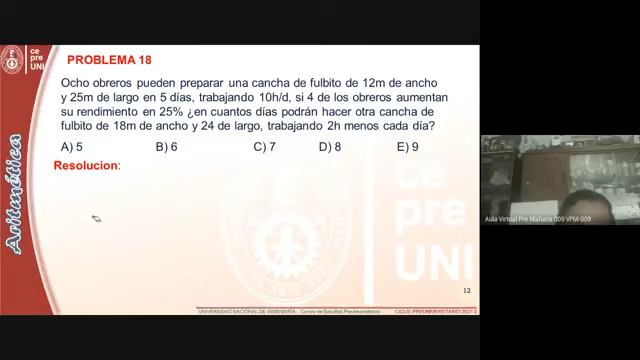 ce
pre
UNI
PROBLEMA 18
Ocho obreros pueden preparar una cancha de fulbito de 12m de ancho
y 25m de largo en 5 días, trabajando 10h/d, si 4 de los obreros aumentan
su rendimiento en 25% ¿en cuantos días podrán hacer otra cancha de
fulbito de 18m de ancho y 24 de largo, trabajando 2h menos cada día?
A) 5 B) 6 C) 7 D) 8 E) 9
Resolucion:
Aritmética
ce
pre
UNI
12
UNIVERSIDAD NACIONAL DE INGENIERÍA - Centro de Estudios Preuniversitarios CICLO: PREUNIVERSITARIO 2021-2
Aula Virtual Pre Mañana 009 VPM-009